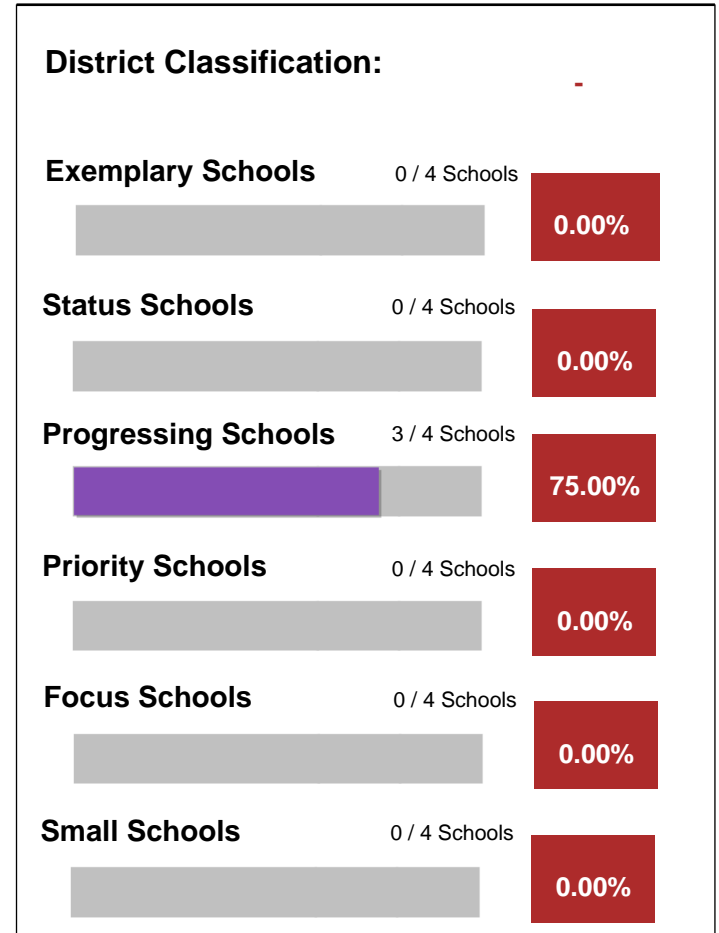 District Classification:
-
Exemplary Schools 0 / 4 Schools
0.00%
Status Schools 0 / 4 Schools
0.00%
Progressing Schools 3 / 4 Schools
75.00%
Priority Schools 0 / 4 Schools
0.00%
Focus Schools 0 / 4 Schools
0.00%
Small Schools 0 / 4 Schools
0.00%